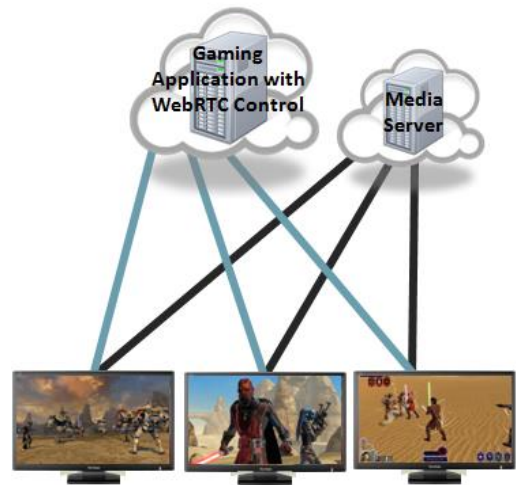 Gaming
Application with
WebRTC Control
Media
Server